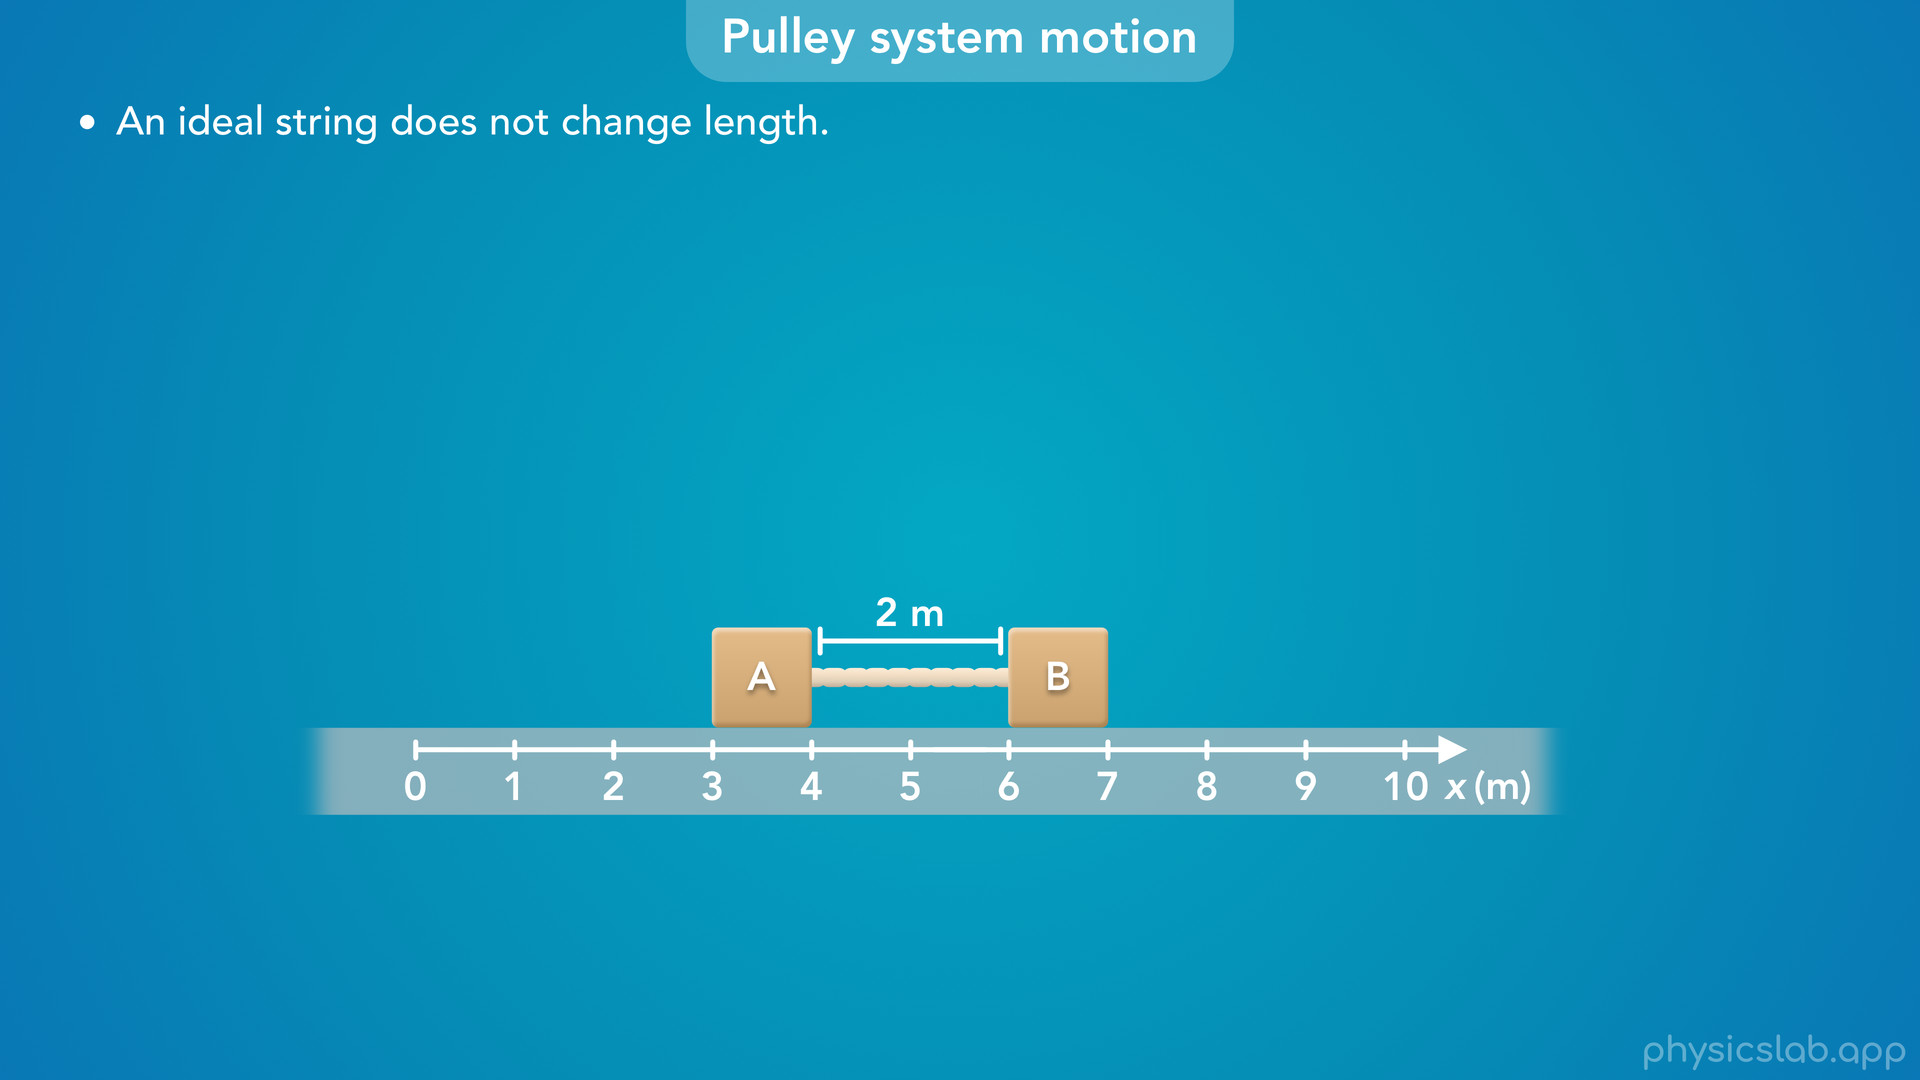 Pulley system motion
• An ideal string does not change length.
2 m
A B
0 1 2 3 4 5 6 7 8 9 10 x (m)
physicslab.app